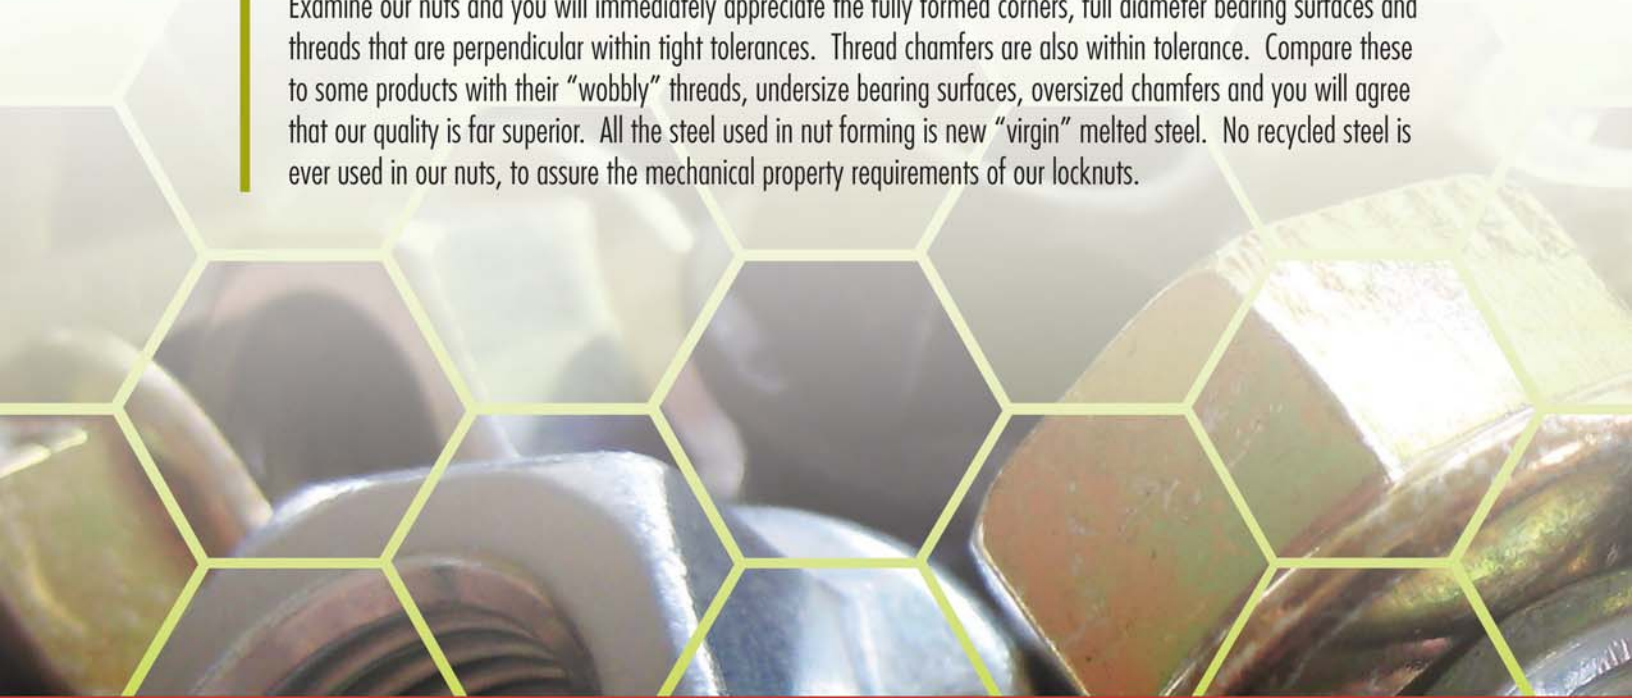 Examine our nuts and you will immediately appreciate the fully formed corners, full diameter bearing surfaces and
threads that are perpendicular within tight tolerances.  Thread chamfers are also within tolerance.  Compare these
to some products with their “wobbly” threads, undersize bearing surfaces, oversized chamfers and you will agree
that our quality is far superior.  All the steel used in nut forming is new “virgin” melted steel.  No recycled steel is
ever used in our nuts, to assure the mechanical property requirements of our locknuts.